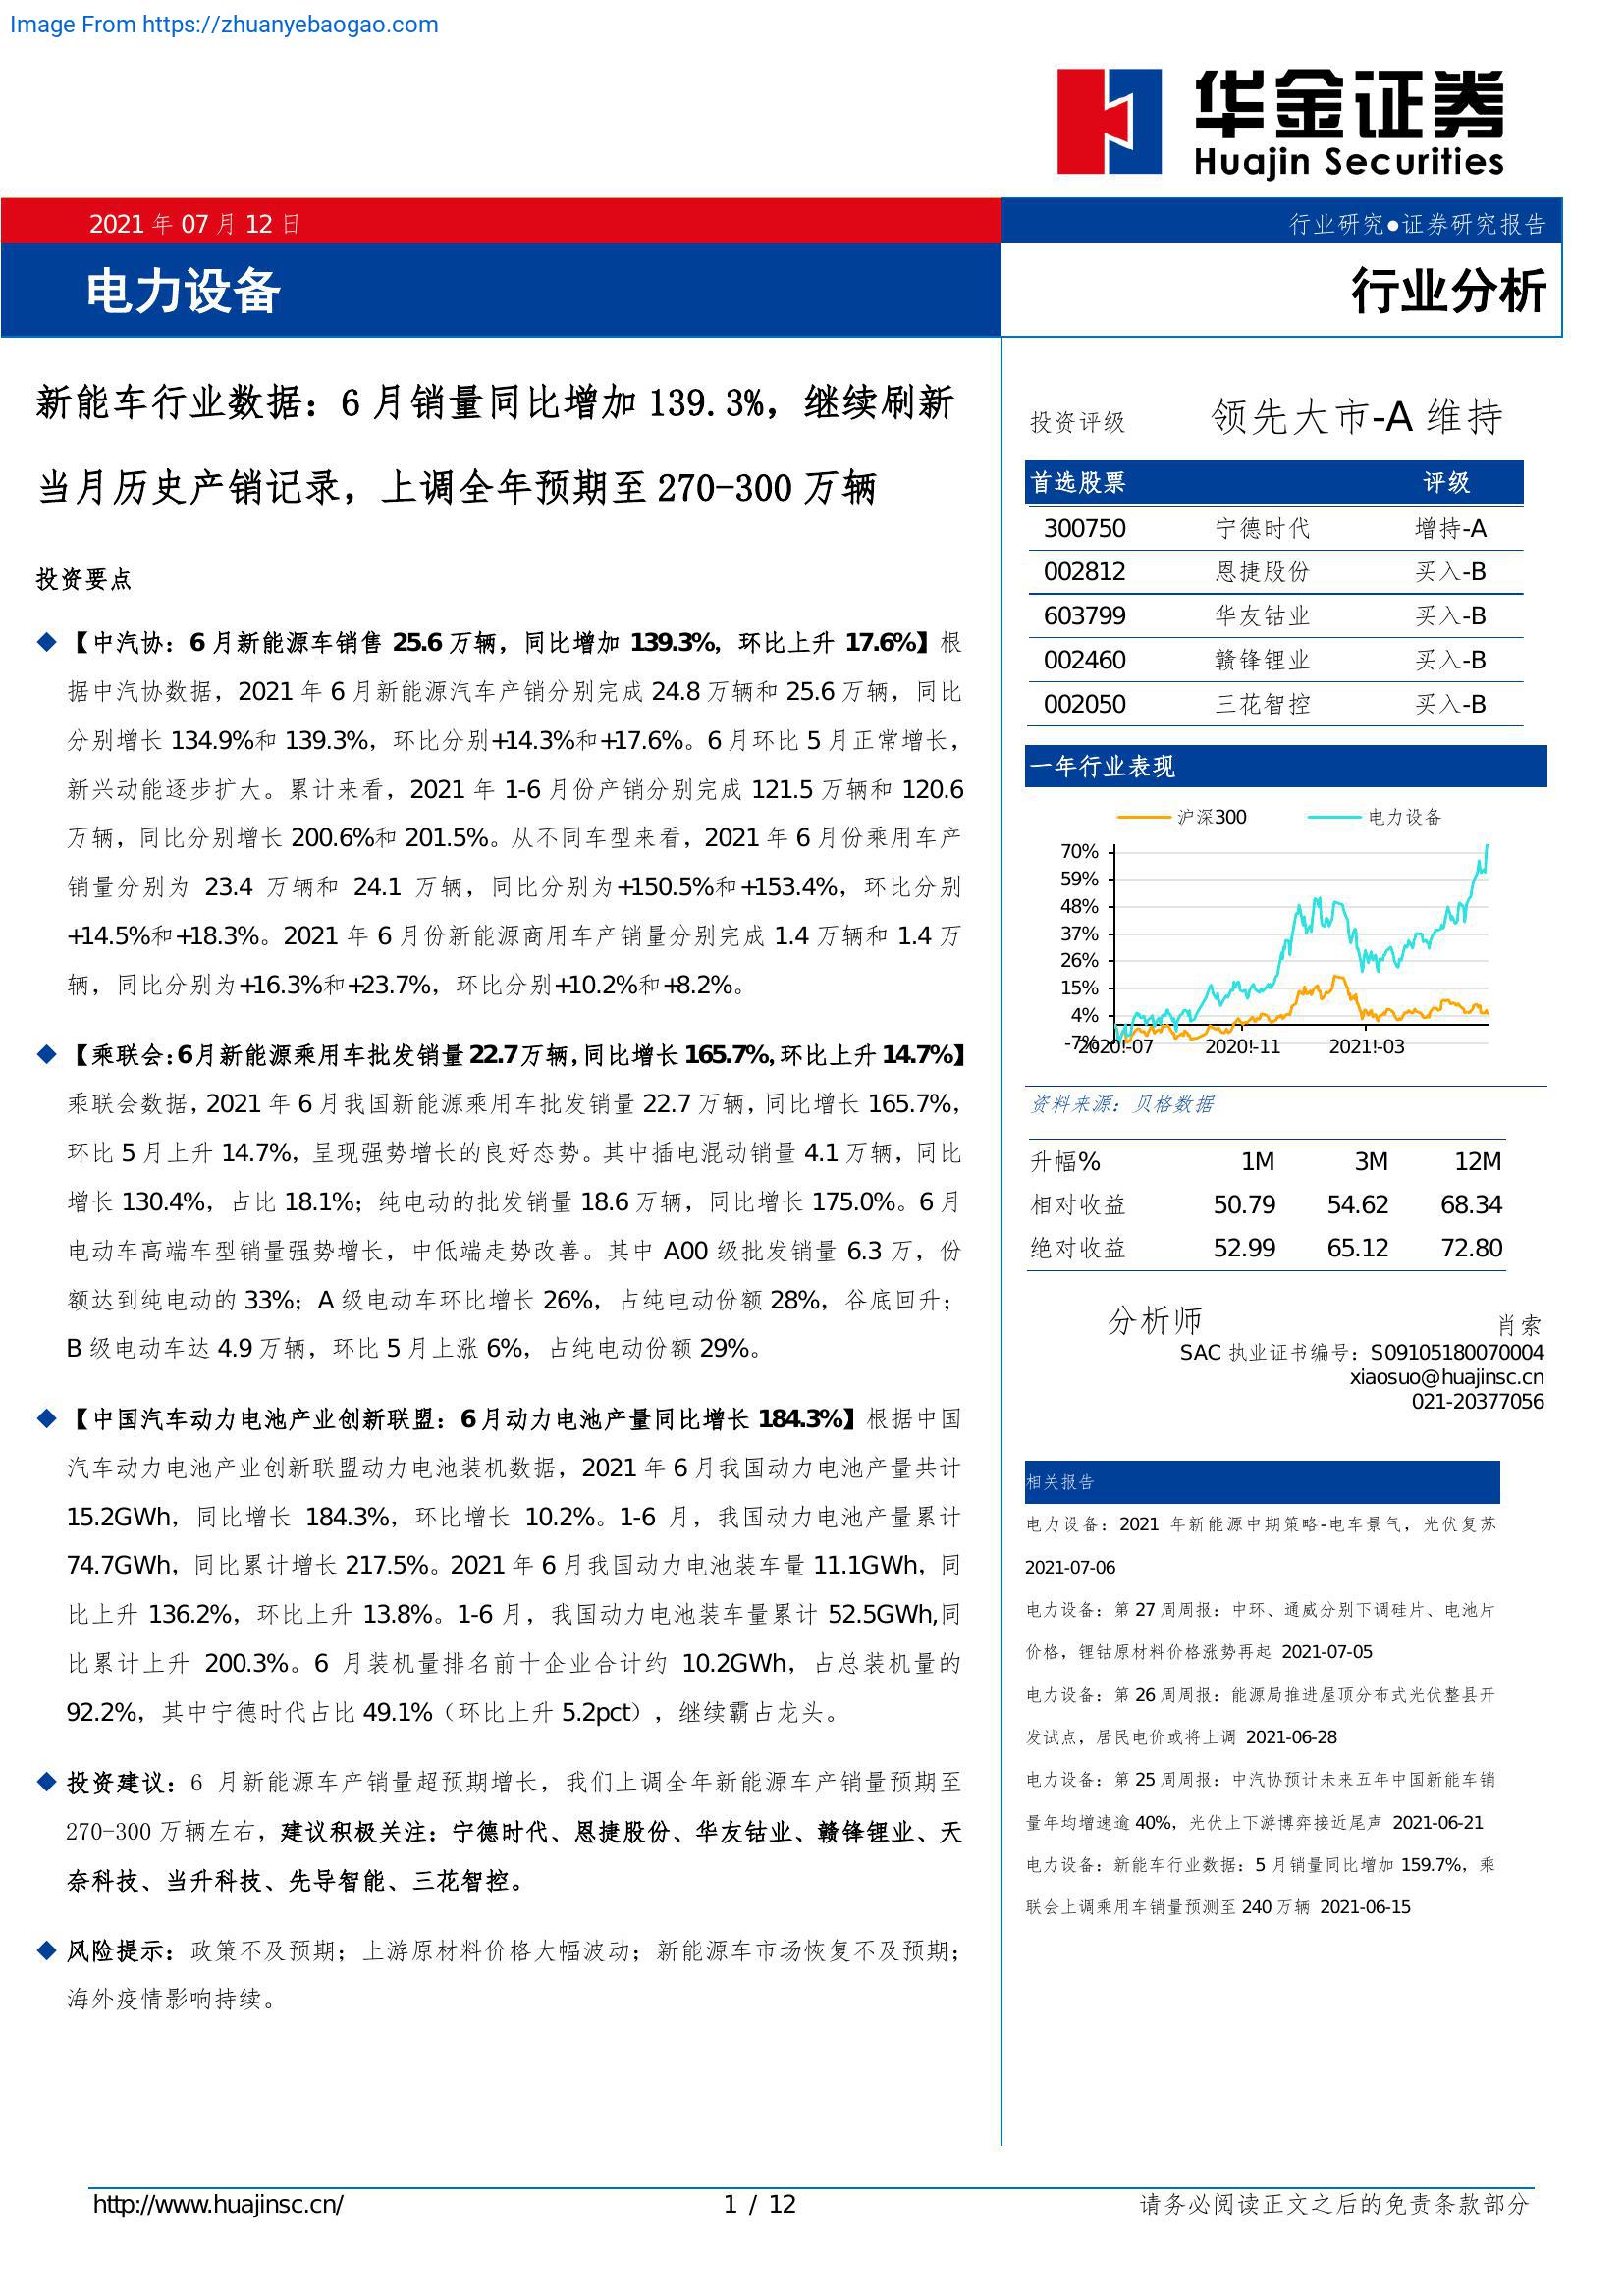 Image From https://zhuanyebaogao.com
华金证券
Huajin Securities
2021 年 07 月 12 日
行业研究●证券研究报告
电力设备
行业分析
新能车行业数据：6 月销量同比增加 139.3%，继续刷新
当月历史产销记录，上调全年预期至 270-300 万辆
投资要点
◆ 【中汽协：6 月新能源车销售 25.6 万辆，同比增加 139.3%，环比上升 17.6%】根
据中汽协数据，2021 年 6 月新能源汽车产销分别完成 24.8 万辆和 25.6 万辆，同比
分别增长 134.9%和 139.3%，环比分别+14.3%和+17.6%。6 月环比 5 月正常增长，
新兴动能逐步扩大。累计来看，2021 年 1-6 月份产销分别完成 121.5 万辆和 120.6
万辆，同比分别增长 200.6%和 201.5%。从不同车型来看，2021 年 6 月份乘用车产
销量分别为 23.4 万辆和 24.1 万辆，同比分别为+150.5%和+153.4%，环比分别
+14.5%和+18.3%。2021 年 6 月份新能源商用车产销量分别完成 1.4 万辆和 1.4 万
辆，同比分别为+16.3%和+23.7%，环比分别+10.2%和+8.2%。
◆ 【乘联会：6月新能源乘用车批发销量 22.7万辆，同比增长 165.7%，环比上升 14.7%】
乘联会数据，2021 年 6 月我国新能源乘用车批发销量 22.7 万辆，同比增长 165.7%，
环比 5 月上升 14.7%，呈现强势增长的良好态势。其中插电混动销量 4.1 万辆，同比
增长 130.4%，占比 18.1%；纯电动的批发销量 18.6 万辆，同比增长 175.0%。6 月
电动车高端车型销量强势增长，中低端走势改善。其中 A00 级批发销量 6.3 万，份
额达到纯电动的 33%；A 级电动车环比增长 26%，占纯电动份额 28%，谷底回升；
B 级电动车达 4.9 万辆，环比 5 月上涨 6%，占纯电动份额 29%。
◆ 【中国汽车动力电池产业创新联盟：6 月动力电池产量同比增长 184.3%】根据中国
汽车动力电池产业创新联盟动力电池装机数据，2021 年 6 月我国动力电池产量共计
15.2GWh，同比增长 184.3%，环比增长 10.2%。1-6 月，我国动力电池产量累计
74.7GWh，同比累计增长 217.5%。2021 年 6 月我国动力电池装车量 11.1GWh，同
比上升 136.2%，环比上升 13.8%。1-6 月，我国动力电池装车量累计 52.5GWh,同
比累计上升 200.3%。6 月装机量排名前十企业合计约 10.2GWh，占总装机量的
92.2%，其中宁德时代占比 49.1%（环比上升 5.2pct），继续霸占龙头。
◆ 投资建议：6 月新能源车产销量超预期增长，我们上调全年新能源车产销量预期至
270-300 万辆左右，建议积极关注：宁德时代、恩捷股份、华友钴业、赣锋锂业、天
奈科技、当升科技、先导智能、三花智控。
◆ 风险提示：政策不及预期；上游原材料价格大幅波动；新能源车市场恢复不及预期；
海外疫情影响持续。
投资评级 领先大市-A 维持
首选股票 评级
300750 宁德时代 增持-A
002812 恩捷股份 买入-B
603799 华友钴业 买入-B
002460 赣锋锂业 买入-B
002050 三花智控 买入-B
一年行业表现
沪深300 电力设备
70%
59%
48%
37%
26%
15%
4%
-7%
2020!-07 2020!-11 2021!-03
资料来源：贝格数据
升幅% 1M 3M 12M
相对收益 50.79 54.62 68.34
绝对收益 52.99 65.12 72.80
分析师 肖索
SAC 执业证书编号：S09105180070004
xiaosuo@huajinsc.cn
021-20377056
相关报告
电力设备：2021 年新能源中期策略-电车景气，光伏复苏
2021-07-06
电力设备：第 27 周周报：中环、通威分别下调硅片、电池片
价格，锂钴原材料价格涨势再起 2021-07-05
电力设备：第 26 周周报：能源局推进屋顶分布式光伏整县开
发试点，居民电价或将上调 2021-06-28
电力设备：第 25 周周报：中汽协预计未来五年中国新能车销
量年均增速逾 40%，光伏上下游博弈接近尾声 2021-06-21
电力设备：新能车行业数据：5 月销量同比增加 159.7%，乘
联会上调乘用车销量预测至 240 万辆 2021-06-15
http://www.huajinsc.cn/
1 / 12
请务必阅读正文之后的免责条款部分